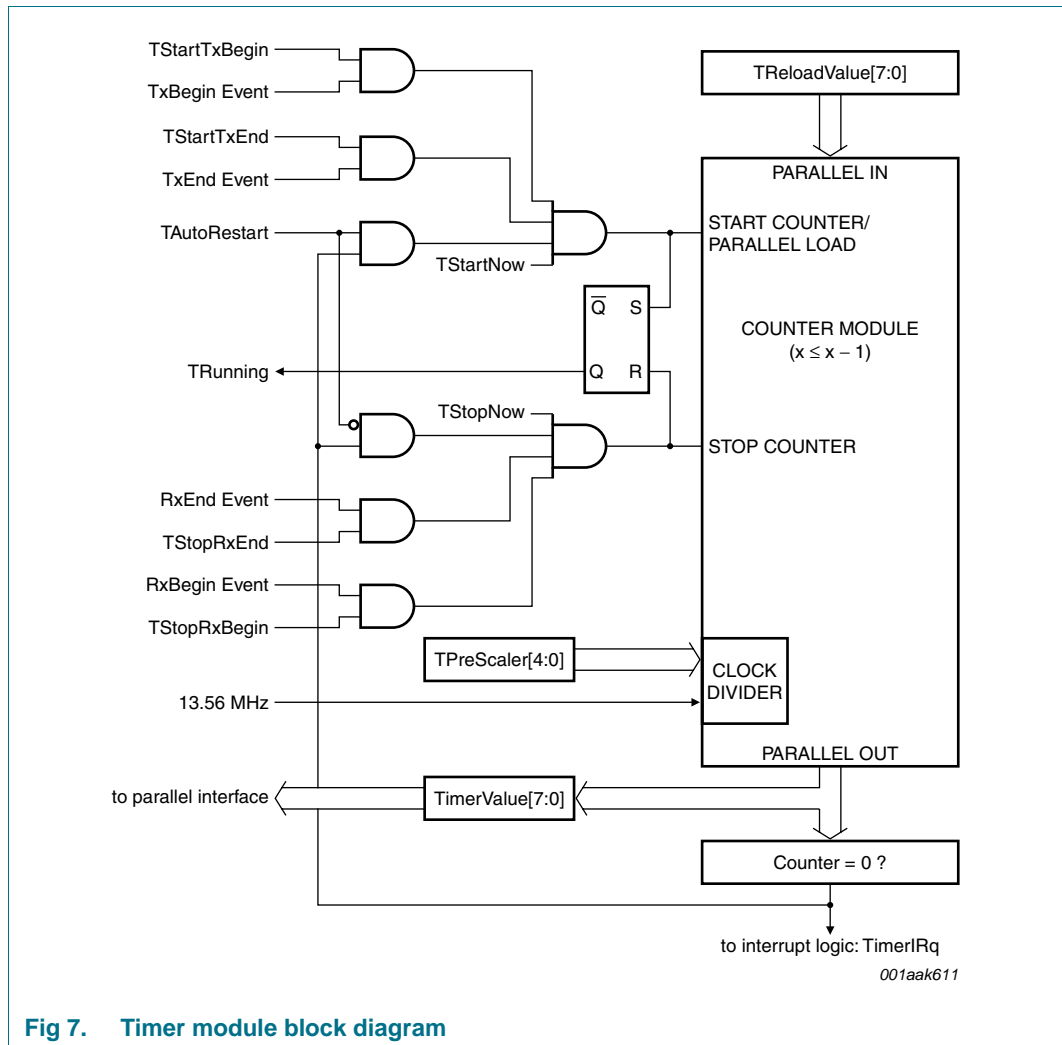 TStartTxBegin
TxBegin Event
TStartTxEnd
TxEnd Event
TAutoRestart
TStartNow
TReloadValue[7:0]
PARALLEL IN
START COUNTER/
PARALLEL LOAD
Q S
COUNTER MODULE
(x ≤ x − 1)
TRunning
Q R
TStopNow
STOP COUNTER
RxEnd Event
TStopRxEnd
RxBegin Event
TStopRxBegin
TPreScaler[4:0]
CLOCK
DIVIDER
13.56 MHz
PARALLEL OUT
to parallel interface
TimerValue[7:0]
Counter = 0 ?
to interrupt logic: TimerIRq
001aak611
Fig 7. Timer module block diagram